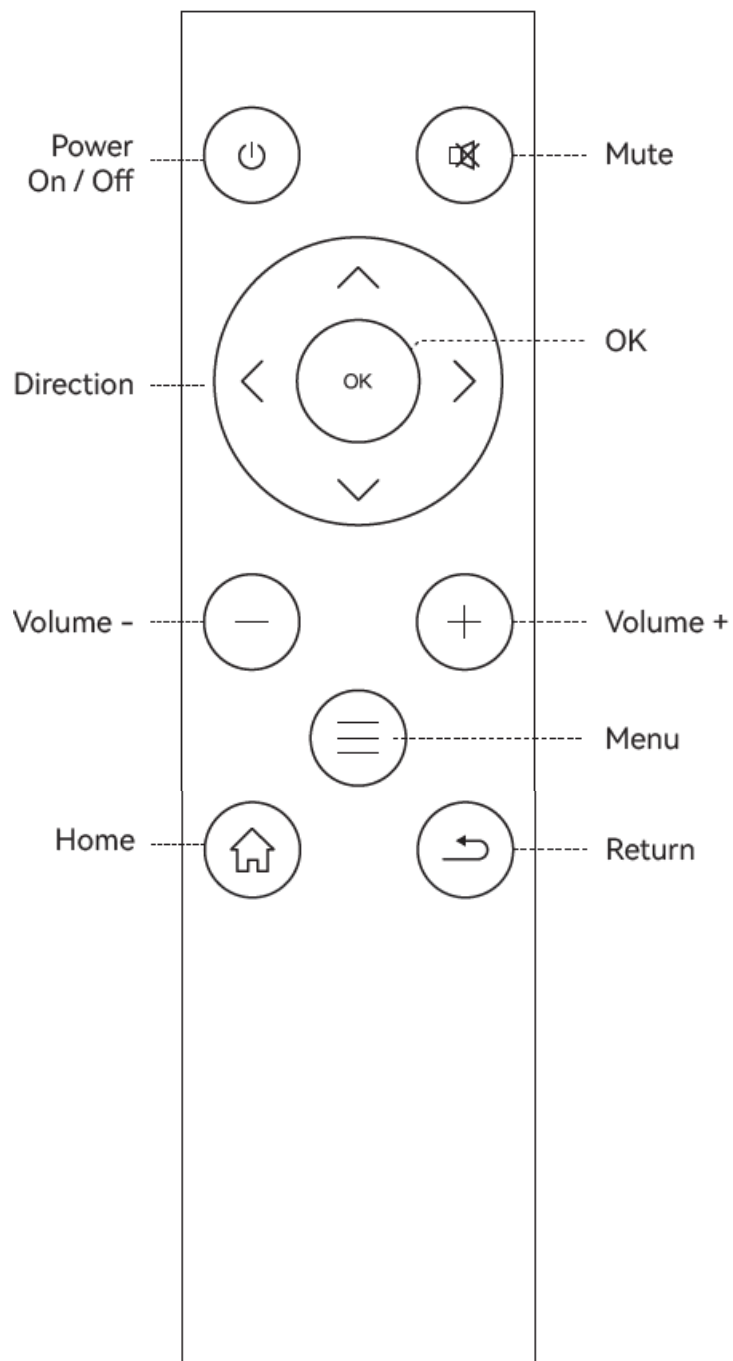 Power
On / Off
Mute
OK
OK
Direction
Volume -
Volume +
Menu
Home
Return